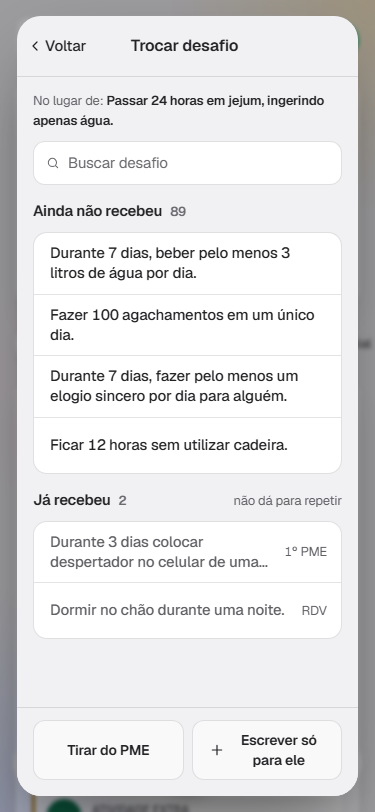 Voltar
Trocar desafio
No lugar de: Passar 24 horas em jejum, ingerindo
apenas água.
Buscar desafio
Ainda não recebeu 89
Durante 7 dias, beber pelo menos 3
litros de água por dia.
Fazer 100 agachamentos em um único
dia.
Durante 7 dias, fazer pelo menos um
elogio sincero por dia para alguém.
Ficar 12 horas sem utilizar cadeira.
Já recebeu 2
não dá para repetir
Durante 3 dias colocar
despertador no celular de uma...
1º PME
Dormir no chão durante uma noite.
RDV
Tirar do PME
Escrever só
para ele